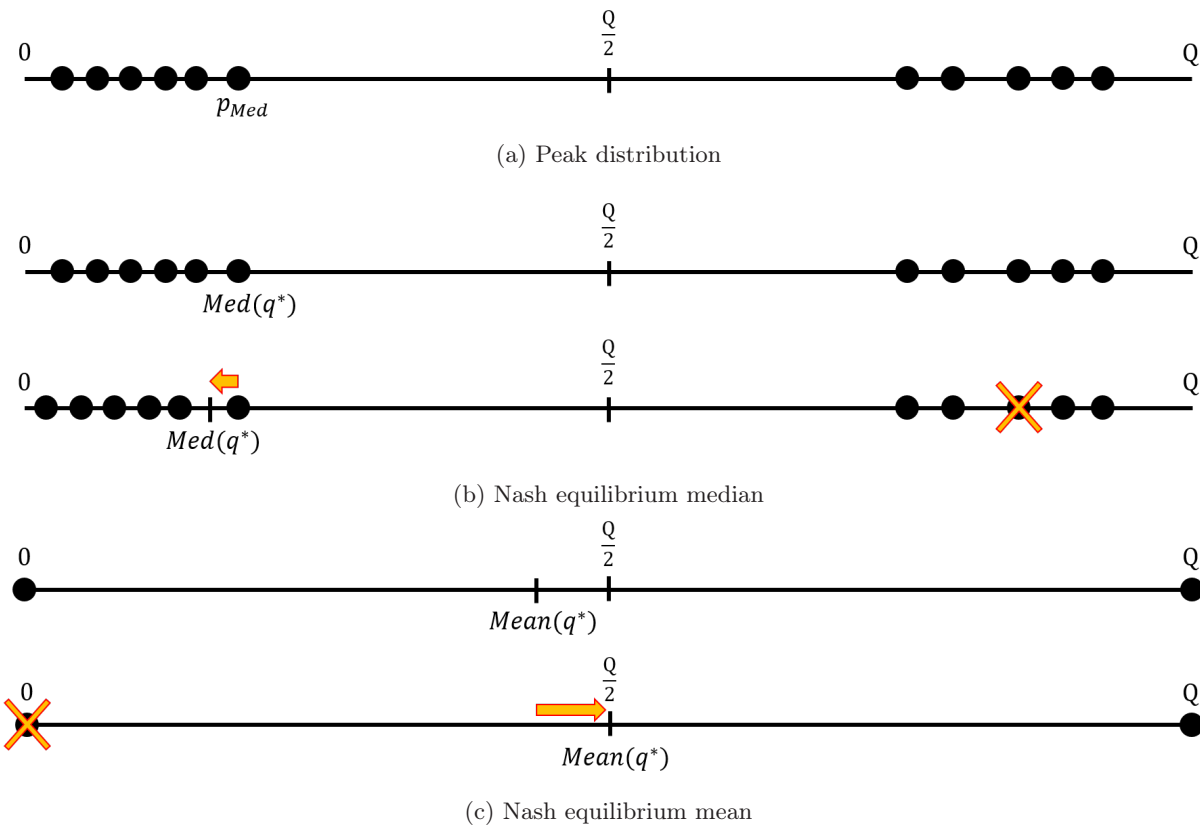 0 Q/2 Q
p_Med
(a) Peak distribution
0 Q/2 Q
Med(q*)
0 Q/2 Q
Med(q*)
(b) Nash equilibrium median
0 Q/2 Q
Mean(q*)
0 Q/2 Q
Mean(q*)
(c) Nash equilibrium mean